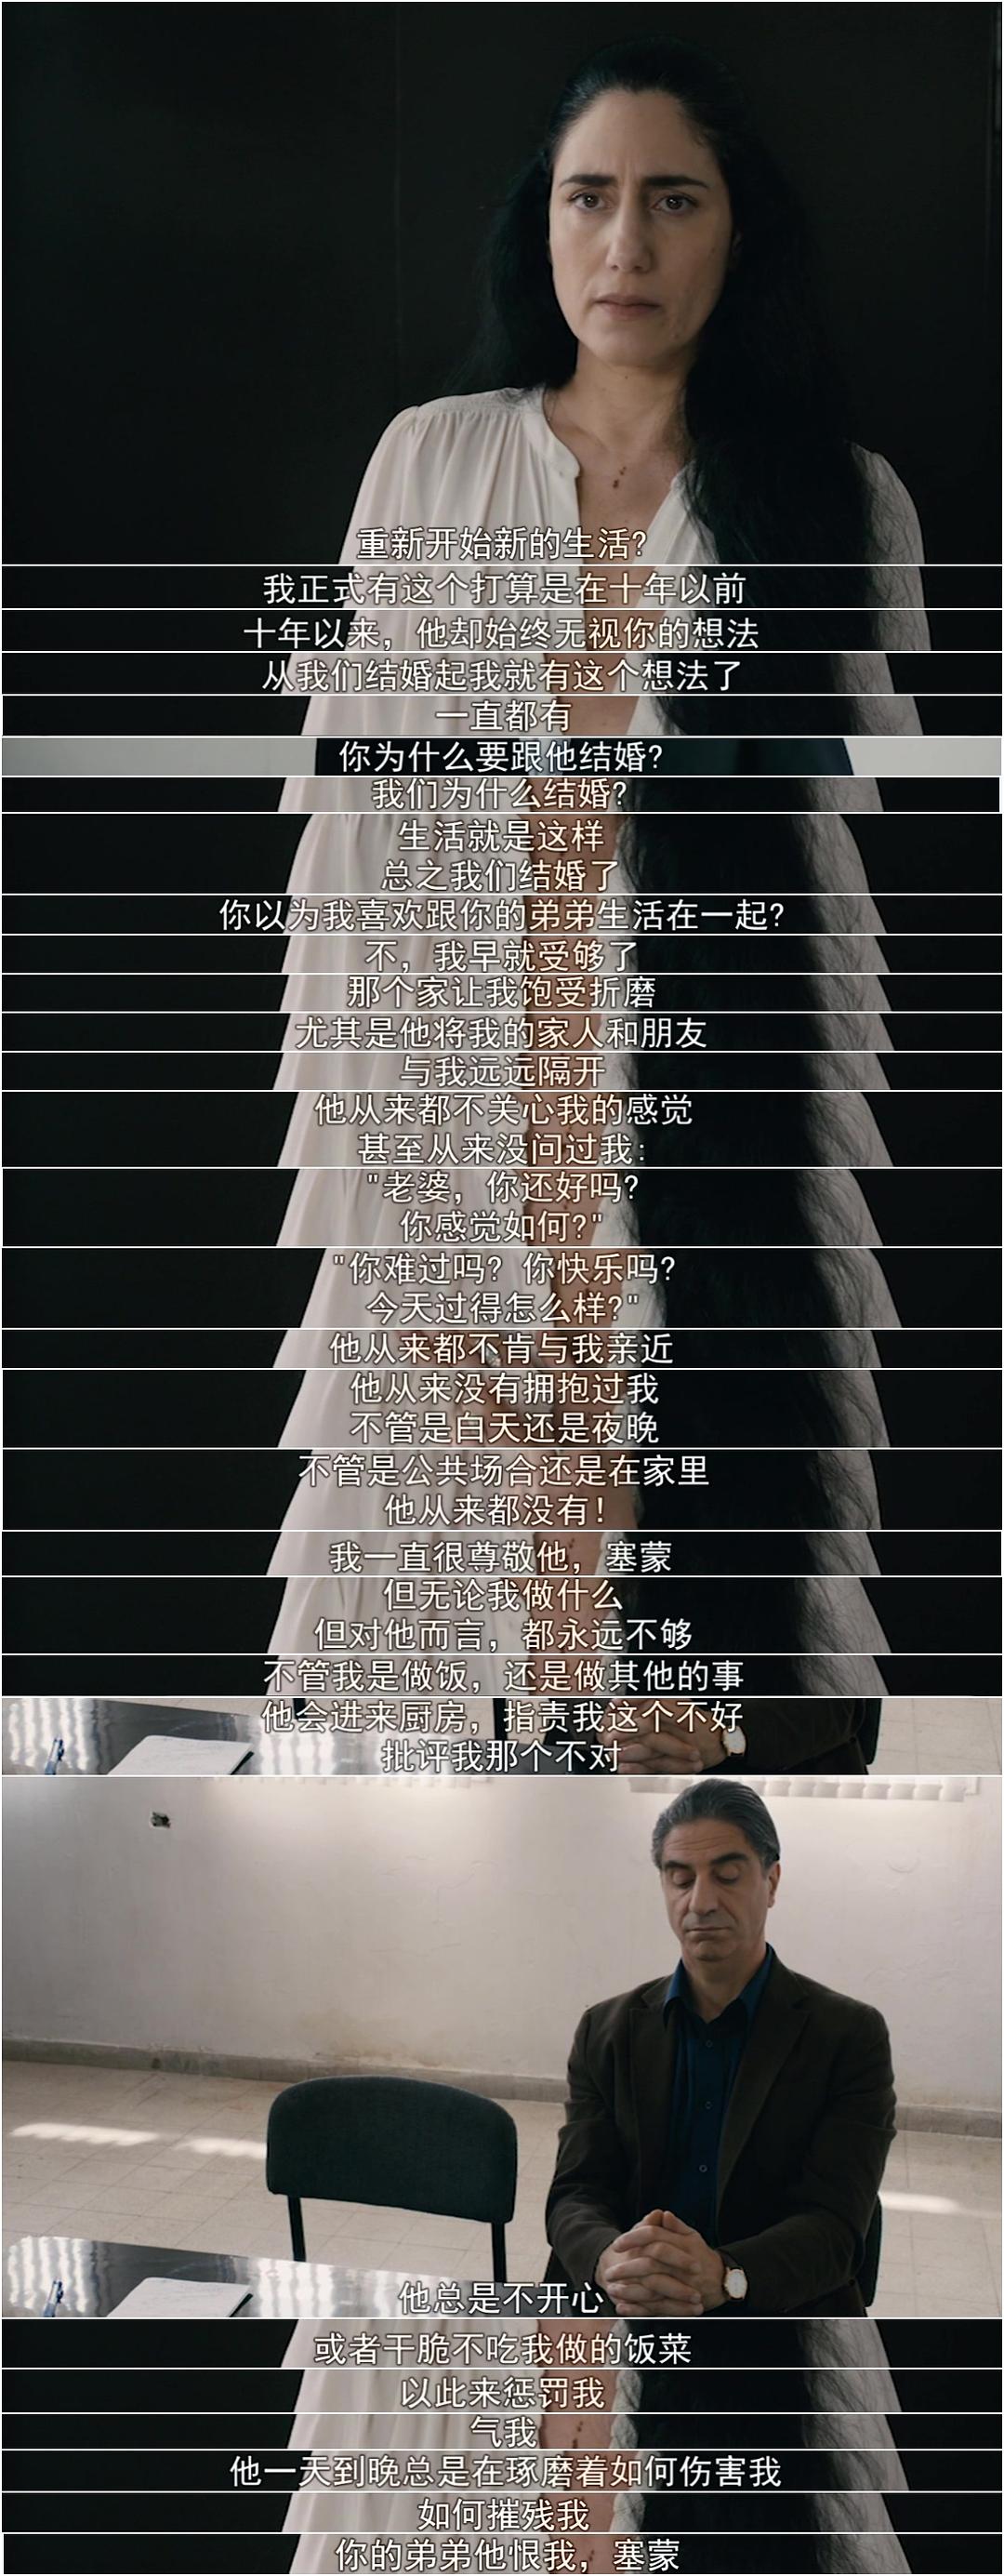 重新开始新的生活?
我正式有这个打算是在十年以前
十年以来，他却始终无视你的想法
从我们结婚起我就有这个想法了
一直都有
你为什么要跟他结婚?
我们为什么结婚?
生活就是这样
总之我们结婚了
你以为我喜欢跟你的弟弟生活在一起?
不，我早就受够了
那个家让我饱受折磨
尤其是他将我的家人和朋友
与我远远隔开
他从来都不关心我的感觉
甚至从来没问过我:
"老婆，你还好吗?
你感觉如何?"
"你难过吗? 你快乐吗?
今天过得怎么样?"
他从来都不肯与我亲近
他从来没有拥抱过我
不管是白天还是夜晚
不管是公共场合还是在家里
他从来都没有!
我一直很尊敬他，塞蒙
但无论我做什么
但对他而言，都永远不够
不管我是做饭，还是做其他的事
他会进来厨房，指责我这个不好
批评我那个不对
他总是不开心
或者干脆不吃我做的饭菜
以此来惩罚我
气我
他一天到晚总是在琢磨着如何伤害我
如何摧残我
你的弟弟他恨我，塞蒙